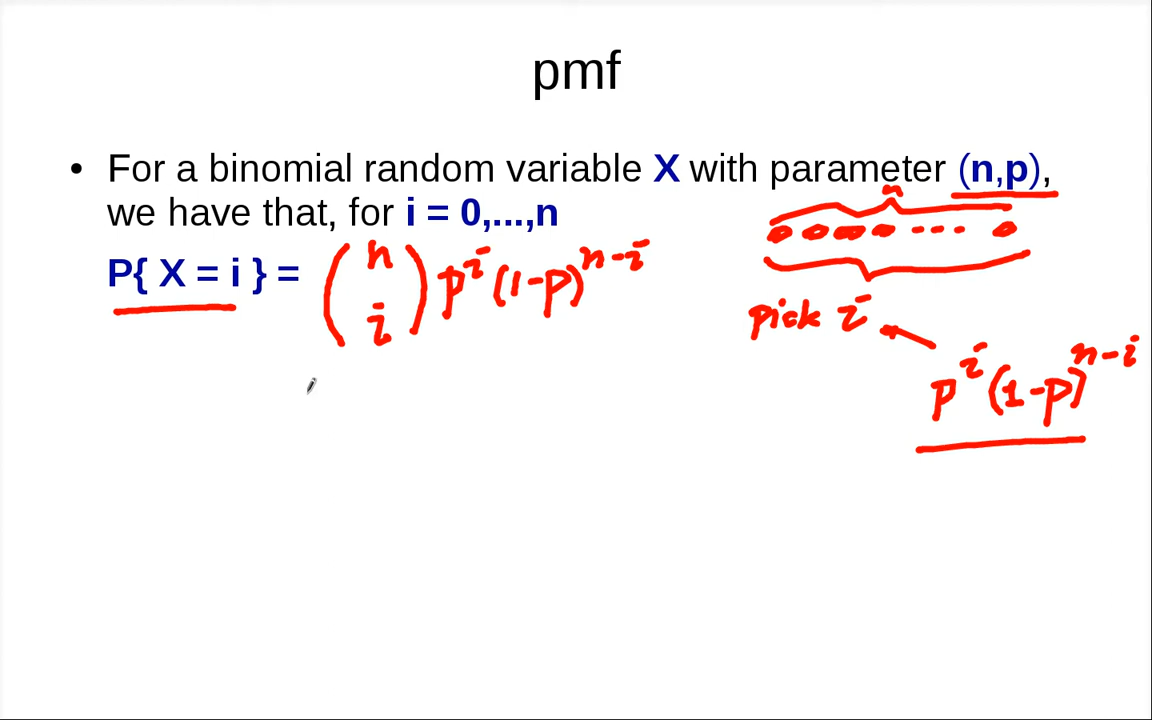 pmf
• For a binomial random variable X with parameter (n,p),
we have that, for i = 0,...,n
n
P{ X = i } = (n i) p^i (1-p)^n-i
...
pick i
p^i (1-p)^n-i